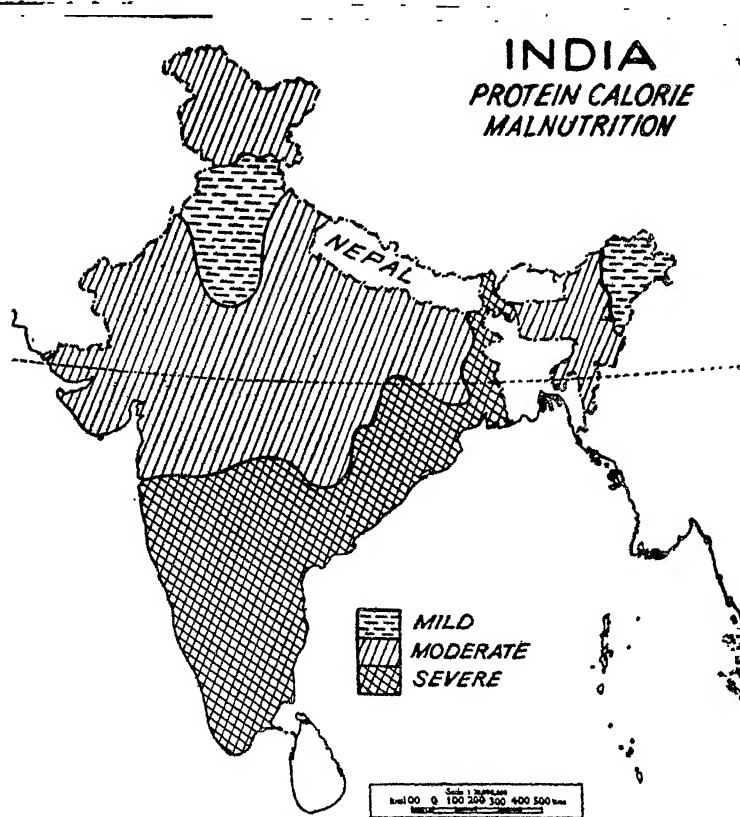 INDIA
PROTEIN CALORIE
MALNUTRITION
NEPAL
MILD
MODERATE
SEVERE
100 0 100 200 300 400 500